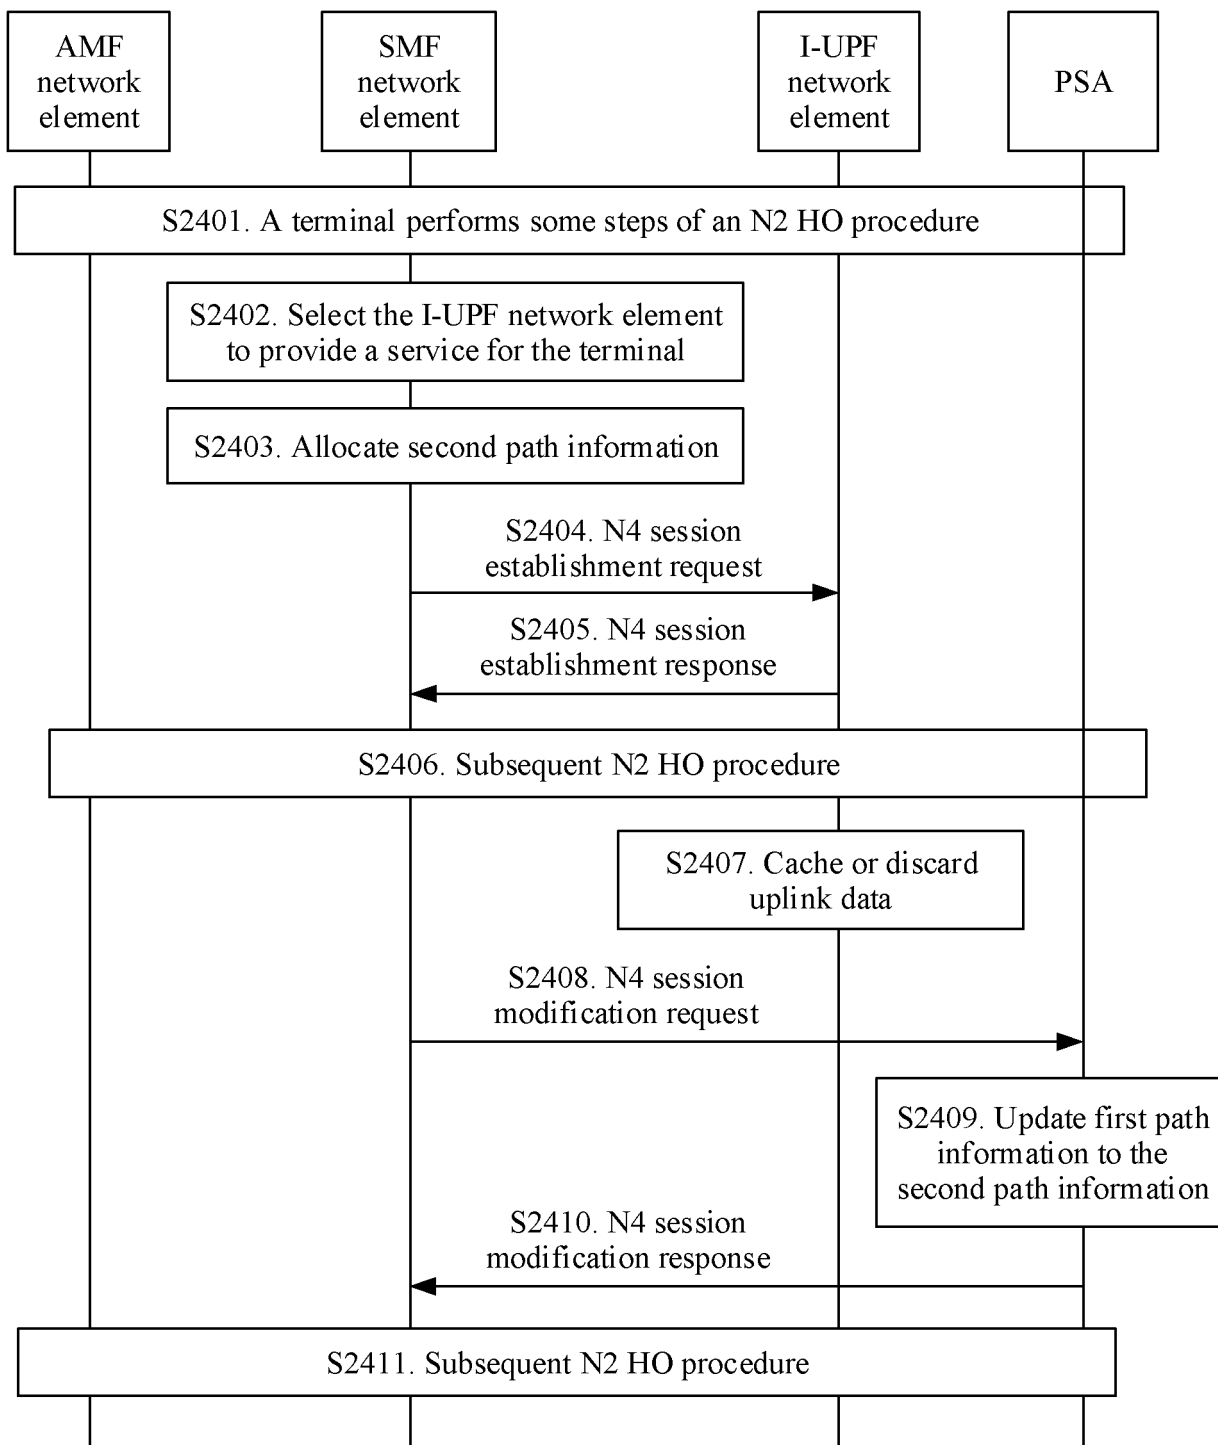 AMF
network
element
SMF
network
element
I-UPF
network
element
PSA
S2401. A terminal performs some steps of an N2 HO procedure
S2402. Select the I-UPF network element
to provide a service for the terminal
S2403. Allocate second path information
S2404. N4 session
establishment request
S2405. N4 session
establishment response
S2406. Subsequent N2 HO procedure
S2407. Cache or discard
uplink data
S2408. N4 session
modification request
S2409. Update first path
information to the
second path information
S2410. N4 session
modification response
S2411. Subsequent N2 HO procedure